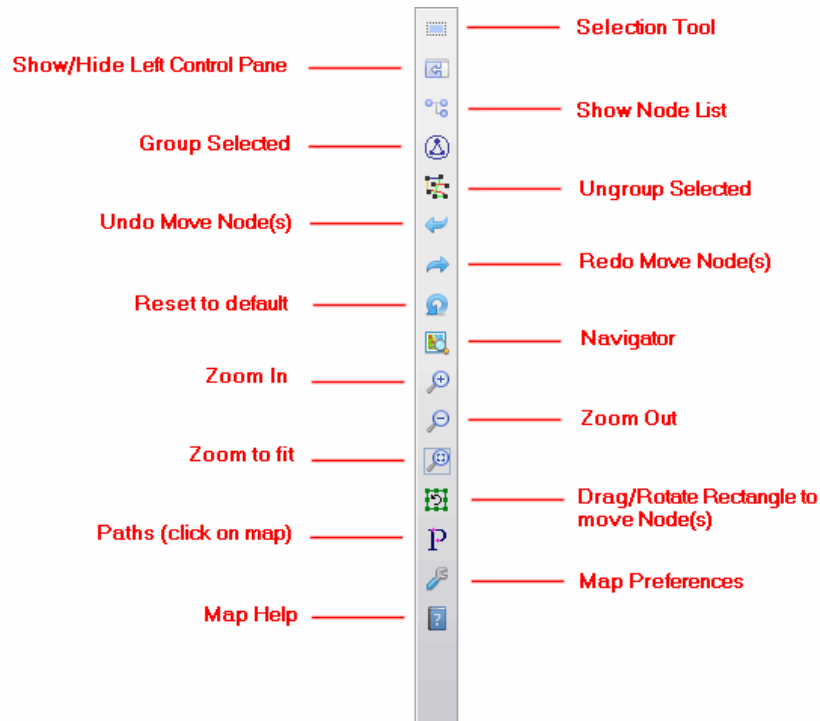 Selection Tool
Show/Hide Left Control Pane
Show Node List
Group Selected
Ungroup Selected
Undo Move Node(s)
Redo Move Node(s)
Reset to default
Navigator
Zoom In
Zoom Out
Zoom to fit
Drag/Rotate Rectangle to
move Node(s)
Paths (click on map)
P
Map Preferences
Map Help
?